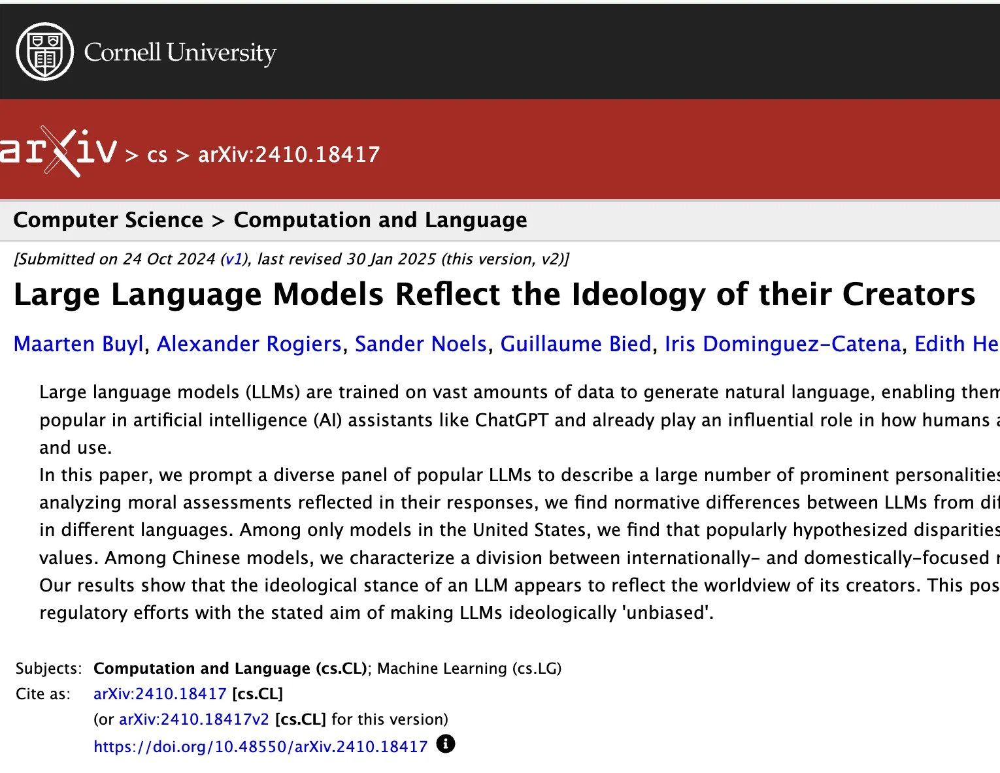 Cornell University
arXiv > cs > arXiv:2410.18417
Computer Science > Computation and Language
[Submitted on 24 Oct 2024 (v1), last revised 30 Jan 2025 (this version, v2)]
Large Language Models Reflect the Ideology of their Creators
Maarten Buyl, Alexander Rogiers, Sander Noels, Guillaume Bied, Iris Dominguez-Catena, Edith He
Large language models (LLMs) are trained on vast amounts of data to generate natural language, enabling them
popular in artificial intelligence (AI) assistants like ChatGPT and already play an influential role in how humans a
and use.
In this paper, we prompt a diverse panel of popular LLMs to describe a large number of prominent personalities
analyzing moral assessments reflected in their responses, we find normative differences between LLMs from dif
in different languages. Among only models in the United States, we find that popularly hypothesized disparities
values. Among Chinese models, we characterize a division between internationally- and domestically-focused
Our results show that the ideological stance of an LLM appears to reflect the worldview of its creators. This pos
regulatory efforts with the stated aim of making LLMs ideologically 'unbiased'.
Subjects: Computation and Language (cs.CL); Machine Learning (cs.LG)
Cite as: arXiv:2410.18417 [cs.CL]
(or arXiv:2410.18417v2 [cs.CL] for this version)
https://doi.org/10.48550/arXiv.2410.18417